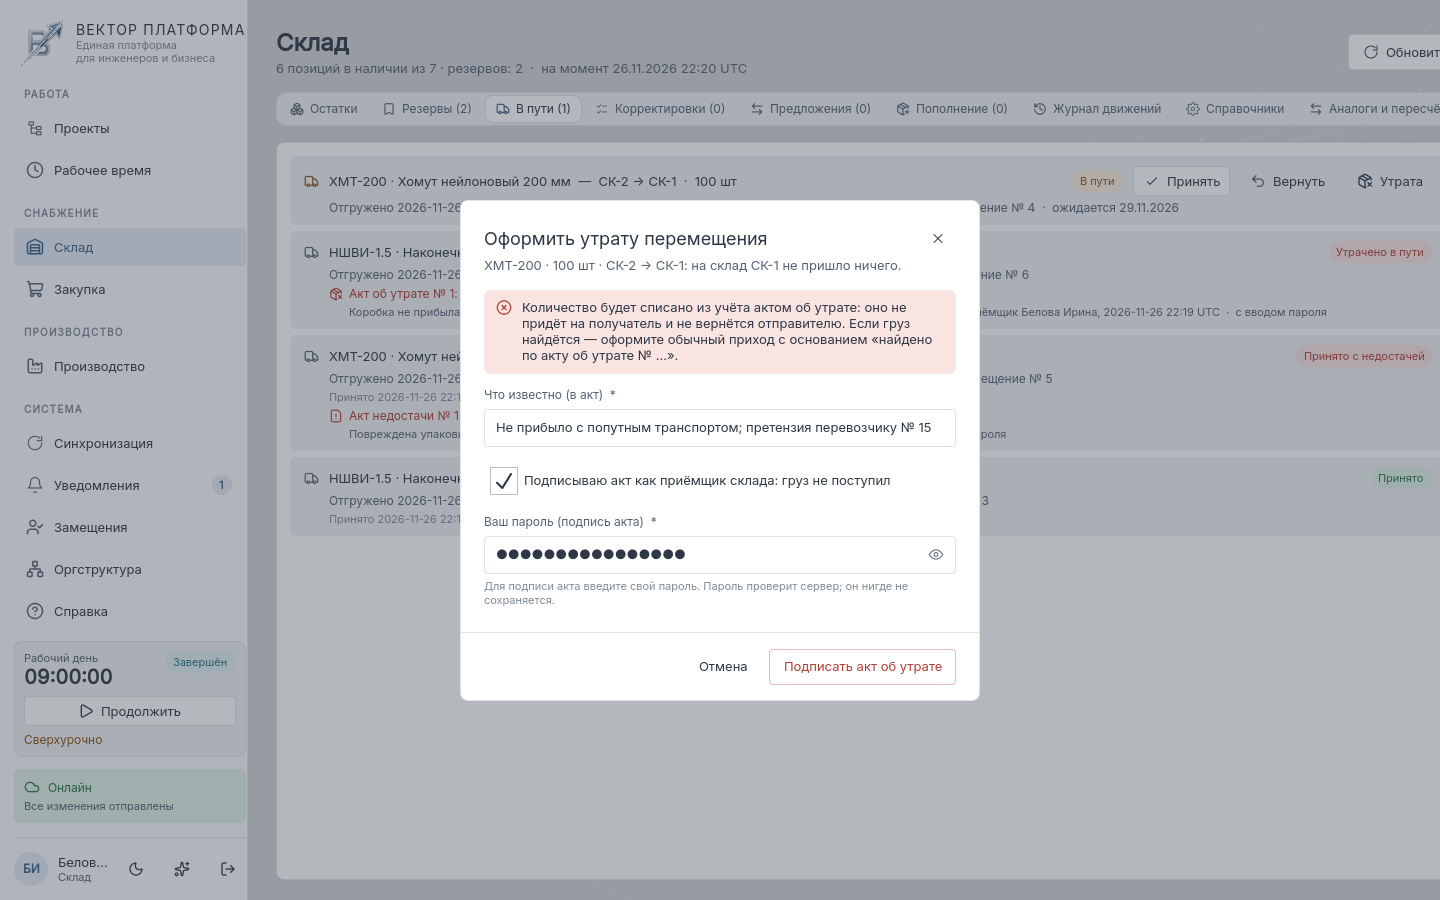 ВЕКТОР ПЛАТФОРМА
Единая платформа
для инженеров и бизнеса
РАБОТА
Проекты
Рабочее время
СНАБЖЕНИЕ
Склад
Закупка
ПРОИЗВОДСТВО
Производство
СИСТЕМА
Синхронизация
Уведомления 1
Замещения
Оргструктура
Справка
Рабочий день
Завершён
09:00:00
Продолжить
Сверхурочно
Онлайн
Все изменения отправлены
БИ
Белов...
Склад
Склад
6 позиций в наличии из 7 · резервов: 2 · на момент 26.11.2026 22:20 UTC
Обновит
Остатки Резервы (2) В пути (1) Корректировки (0) Предложения (0) Пополнение (0) Журнал движений Справочники Аналоги и пересчё
ХМТ-200 · Хомут нейлоновый 200 мм — СК-2 → СК-1 · 100 шт В пути Принять Вернуть Утрата
Отгружено 2026-11-26 ение № 4 · ожидается 29.11.2026
НШВИ-1.5 · Наконечн Утрачено в пути
Отгружено 2026-11-26 ние № 6
Акт об утрате № 1:
Коробка не прибыла ёмщик Белова Ирина, 2026-11-26 22:19 UTC · с вводом пароля
ХМТ-200 · Хомут ней Принято с недостачей
Отгружено 2026-11-26 ещение № 5
Принято 2026-11-26 22:1
Акт недостачи № 1
Повреждена упаковк роля
НШВИ-1.5 · Наконечн Принято
Отгружено 2026-11-26 3
Принято 2026-11-26 22:1
Оформить утрату перемещения
ХМТ-200 · 100 шт · СК-2 → СК-1: на склад СК-1 не пришло ничего.
Количество будет списано из учёта актом об утрате: оно не
придёт на получатель и не вернётся отправителю. Если груз
найдётся — оформите обычный приход с основанием «найдено
по акту об утрате № ...».
Что известно (в акт) *
Не прибыло с попутным транспортом; претензия перевозчику № 15
Подписываю акт как приёмщик склада: груз не поступил
Ваш пароль (подпись акта) *
●●●●●●●●●●●●●●●●
Для подписи акта введите свой пароль. Пароль проверит сервер; он нигде не
сохраняется.
Отмена Подписать акт об утрате